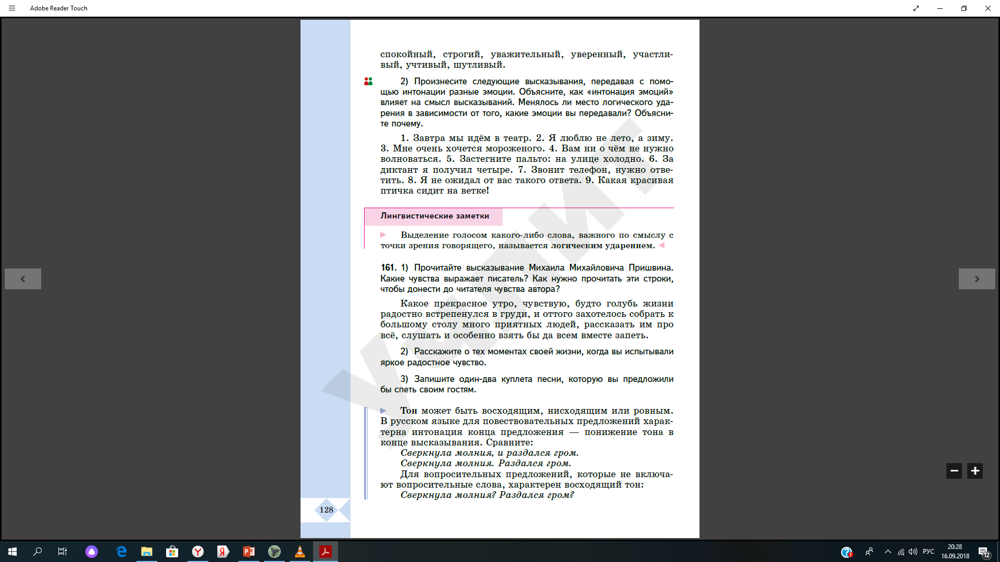 Adobe Reader Touch
спокойный, строгий, уважительный, уверенный, участли-
вый, учтивый, шутливый.
2) Произнесите следующие высказывания, передавая с помо-
щью интонации разные эмоции. Объясните, как «интонация эмоций»
влияет на смысл высказываний. Менялось ли место логического уда-
рения в зависимости от того, какие эмоции вы передавали? Объясни-
те почему.
1. Завтра мы идём в театр. 2. Я люблю не лето, а зиму.
3. Мне очень хочется мороженого. 4. Вам ни о чём не нужно
волноваться. 5. Застегните пальто: на улице холодно. 6. За
диктант я получил четыре. 7. Звонит телефон, нужно отве-
тить. 8. Я не ожидал от вас такого ответа. 9. Какая красивая
птичка сидит на ветке!
Лингвистические заметки
Выделение голосом какого-либо слова, важного по смыслу с
точки зрения говорящего, называется логическим ударением.
161. 1) Прочитайте высказывание Михаила Михайловича Пришвина.
Какие чувства выражает писатель? Как нужно прочитать эти строки,
чтобы донести до читателя чувства автора?
Какое прекрасное утро, чувствую, будто голубь жизни
радостно встрепенулся в груди, и оттого захотелось собрать к
большому столу много приятных людей, рассказать им про
всё, слушать и особенно взять бы да всем вместе запеть.
2) Расскажите о тех моментах своей жизни, когда вы испытывали
яркое радостное чувство.
3) Запишите один-два куплета песни, которую вы предложили
бы спеть своим гостям.
Тон может быть восходящим, нисходящим или ровным.
В русском языке для повествовательных предложений харак-
терна интонация конца предложения — понижение тона в
конце высказывания. Сравните:
Сверкнула молния, и раздался гром.
Сверкнула молния. Раздался гром.
Для вопросительных предложений, которые не включа-
ют вопросительные слова, характерен восходящий тон:
Сверкнула молния? Раздался гром?
128
Учлит
РУС
20:28
16.09.2018
12